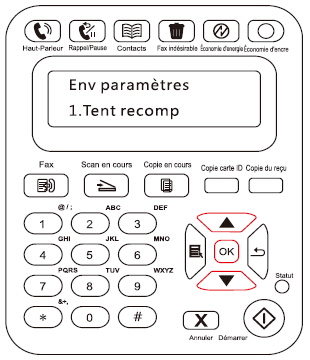 Haut-Parleur Rappel/Pause Contacts Fax indésirable Économie d'énergie Économie d'encre
Env paramètres
1.Tent recomp
Fax Scan en cours Copie en cours Copie carte ID Copie du reçu
@ / ; ABC DEF
1 2 3
GHI JKL MNO
4 5 6
OK
PQRS TUV WXYZ
7 8 9
Statut
&+,
* 0 #
X
Annuler Démarrer